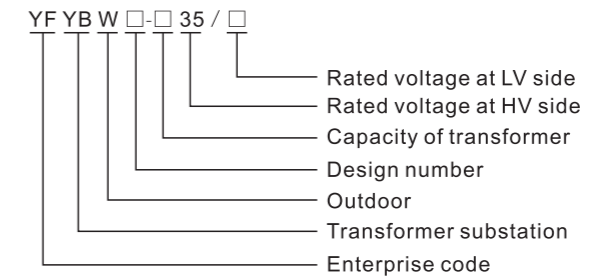 YF YB W □-□ 35 / □
Rated voltage at LV side
Rated voltage at HV side
Capacity of transformer
Design number
Outdoor
Transformer substation
Enterprise code